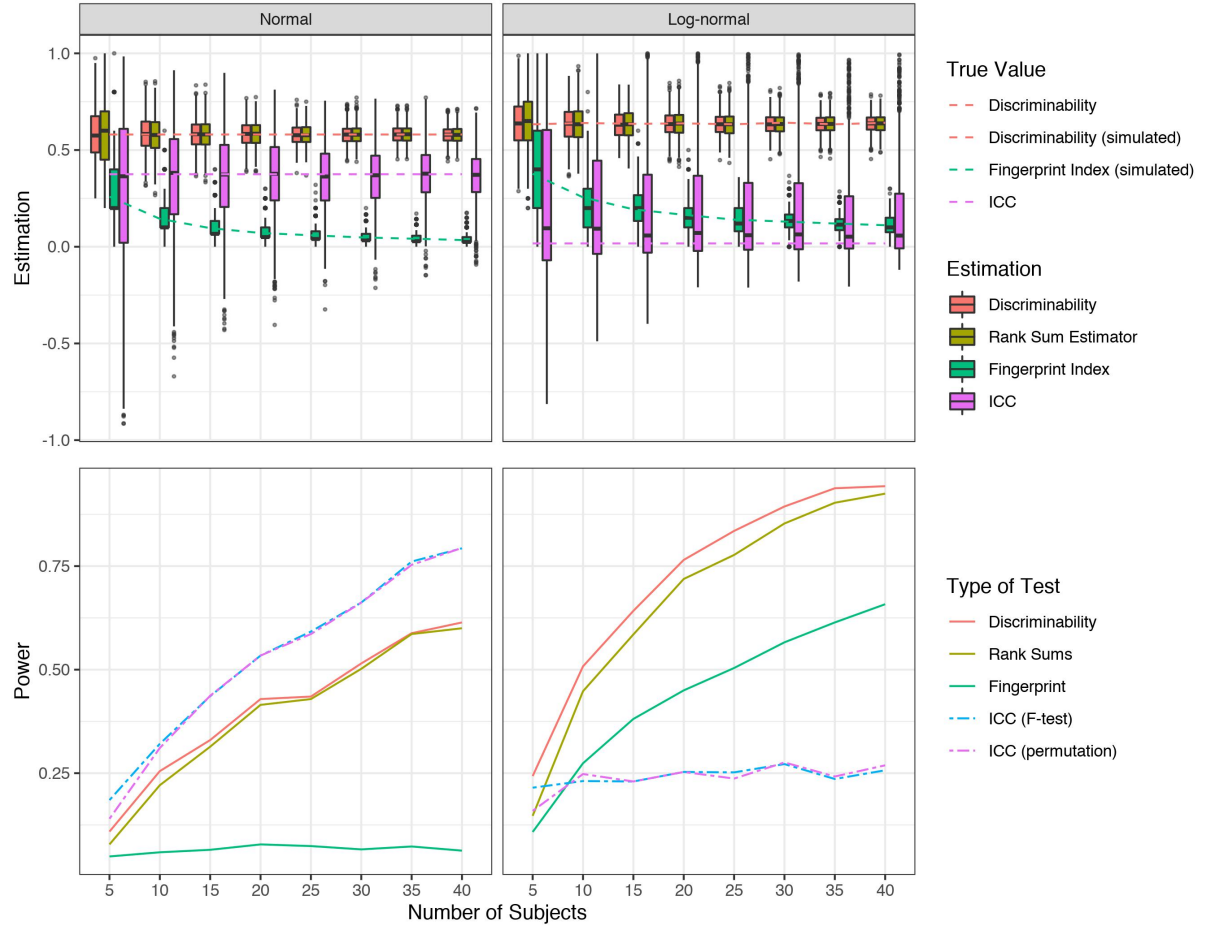 Normal
Log-normal
Estimation
1.0
0.5
0.0
-0.5
-1.0
True Value
Discriminability
Discriminability (simulated)
Fingerprint Index (simulated)
ICC
Estimation
Discriminability
Rank Sum Estimator
Fingerprint Index
ICC
Power
0.75
0.50
0.25
5 10 15 20 25 30 35 40
5 10 15 20 25 30 35 40
Number of Subjects
Type of Test
Discriminability
Rank Sums
Fingerprint
ICC (F-test)
ICC (permutation)